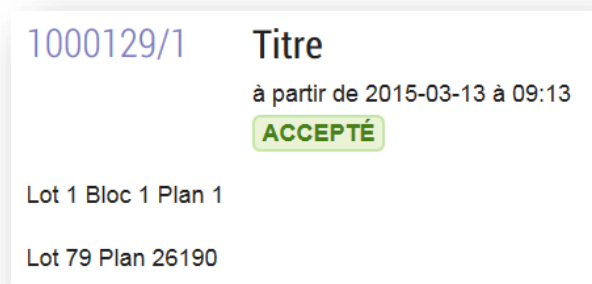 1000129/1 Titre
à partir de 2015-03-13 à 09:13
ACCEPTÉ
Lot 1 Bloc 1 Plan 1
Lot 79 Plan 26190